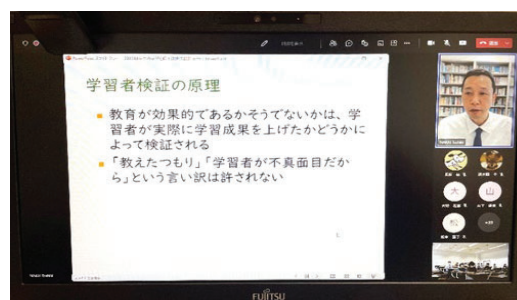 学習者検証の原理
教育が効果的であるかそうでないかは、学
習者が実際に学習成果を上げたかどうかに
よって検証される
「教えたつもり」「学習者が不真面目だか
ら」という言い訳は許されない
大
山
松
FUJITSU